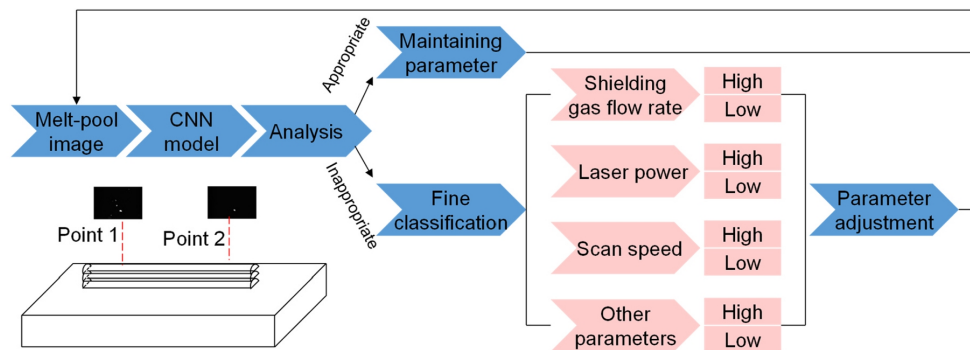 Melt-pool
image
CNN
model
Analysis
Appropriate
Inappropriate
Maintaining
parameter
Fine
classification
Shielding
gas flow rate
High
Low
Laser power
High
Low
Scan speed
High
Low
Other
parameters
High
Low
Parameter
adjustment
Point 1
Point 2